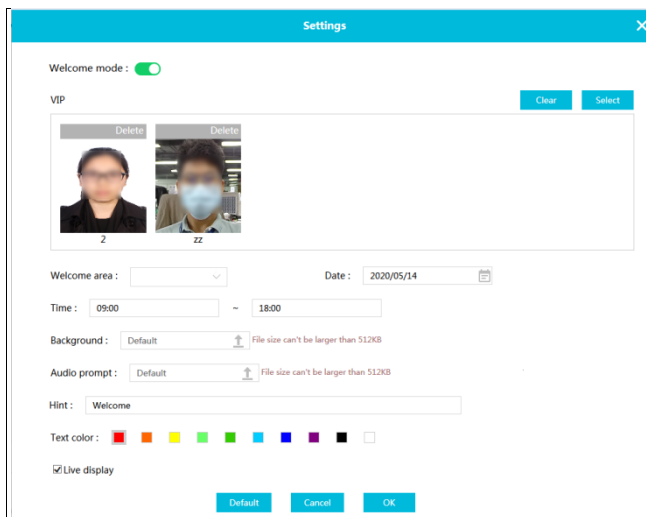 Settings
Welcome mode :
VIP Clear Select
Delete Delete
2 zz
Welcome area : Date : 2020/05/14
Time : 09:00 ~ 18:00
Background : Default File size can't be larger than 512KB
Audio prompt : Default File size can't be larger than 512KB
Hint : Welcome
Text color :
Live display
Default Cancel OK